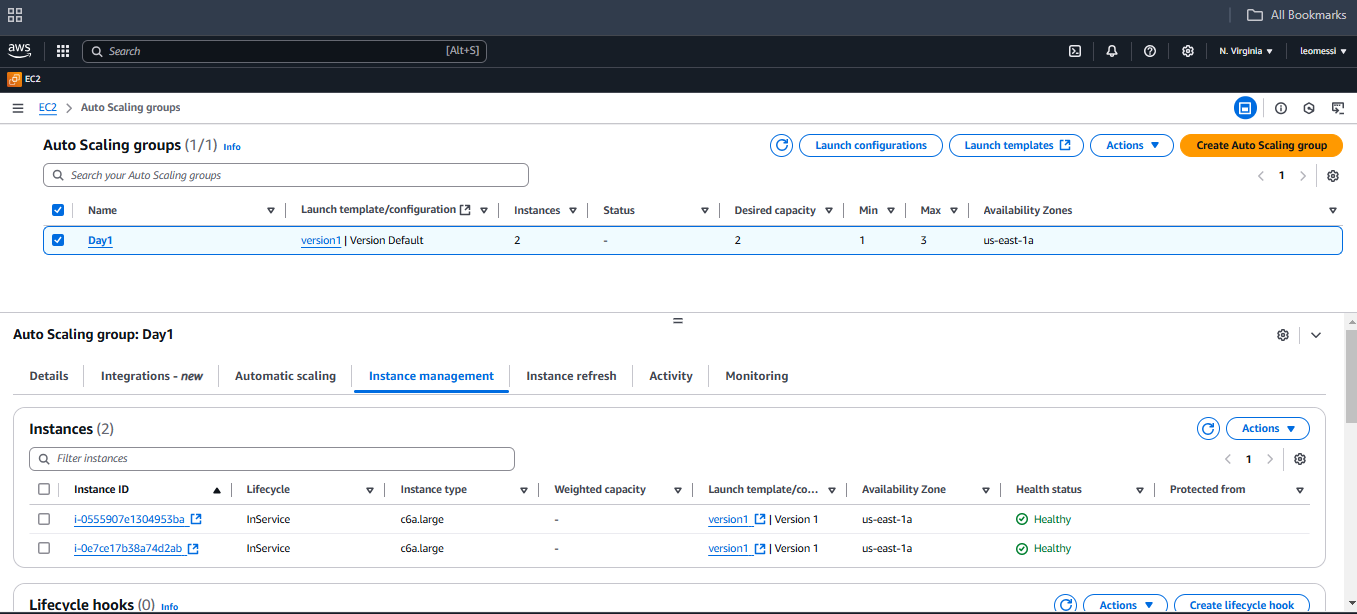 All Bookmarks
aws Search [Alt+S] N. Virginia leomessi
EC2
EC2 Auto Scaling groups
Auto Scaling groups (1/1) Info Launch configurations Launch templates Actions Create Auto Scaling group
Search your Auto Scaling groups 1
Name Launch template/configuration Instances Status Desired capacity Min Max Availability Zones
Day1 version1 | Version Default 2 - 2 1 3 us-east-1a
Auto Scaling group: Day1
Details Integrations - new Automatic scaling Instance management Instance refresh Activity Monitoring
Instances (2) Actions
Filter instances 1
Instance ID Lifecycle Instance type Weighted capacity Launch template/co... Availability Zone Health status Protected from
i-0555907e1304953ba InService c6a.large - version1 | Version 1 us-east-1a Healthy
i-0e7ce17b38a74d2ab InService c6a.large - version1 | Version 1 us-east-1a Healthy
Lifecycle hooks (0) Info Actions Create lifecycle hook